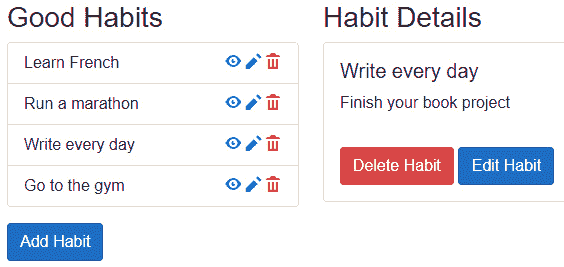 Good Habits
Learn French
Run a marathon
Write every day
Go to the gym
Add Habit
Habit Details
Write every day
Finish your book project
Delete Habit
Edit Habit